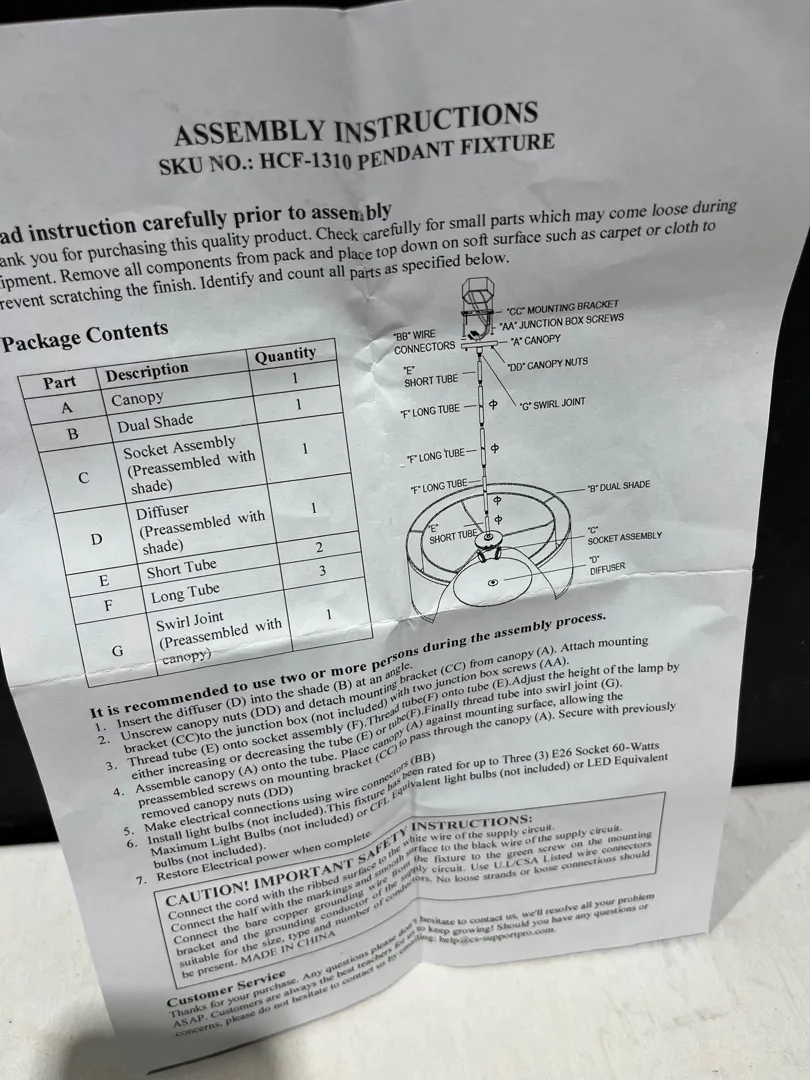 ASSEMBLY INSTRUCTIONS
SKU NO.: HCF-1310 PENDANT FIXTURE
ad instruction carefully prior to assembly
ank you for purchasing this quality product. Check carefully for small parts which may come loose during
ipment. Remove all components from pack and place top down on soft surface such as carpet or cloth to
revent scratching the finish. Identify and count all parts as specified below.
Package Contents
Part Description Quantity
A Canopy 1
B Dual Shade 1
C Socket Assembly (Preassembled with shade) 1
D Diffuser (Preassembled with shade) 1
E Short Tube 2
F Long Tube 3
G Swirl Joint (Preassembled with canopy) 1
"CC" MOUNTING BRACKET
"AA" JUNCTION BOX SCREWS
"BB" WIRE
CONNECTORS
"A" CANOPY
"DD" CANOPY NUTS
"E"
SHORT TUBE
"G" SWIRL JOINT
"F" LONG TUBE
"F" LONG TUBE
"F" LONG TUBE
"B" DUAL SHADE
"E"
SHORT TUBE
"C"
SOCKET ASSEMBLY
"D"
DIFFUSER
It is recommended to use two or more persons during the assembly process.
1. Insert the diffuser (D) into the shade (B) at an angle.
2. Unscrew canopy nuts (DD) and detach mounting bracket (CC) from canopy (A). Attach mounting
bracket (CC)to the junction box (not included) with two junction box screws (AA).
3. Thread tube (E) onto socket assembly (F).Thread tube(F) onto tube (E).Adjust the height of the lamp by
either increasing or decreasing the tube (E) or tube(F).Finally thread tube into swirl joint (G).
4. Assemble canopy (A) onto the tube. Place canopy (A) against mounting surface, allowing the
preassembled screws on mounting bracket (CC) to pass through the canopy (A). Secure with previously
removed canopy nuts (DD)
5. Make electrical connections using wire connectors (BB)
6. Install light bulbs (not included).This fixture has been rated for up to Three (3) E26 Socket 60-Watts
Maximum Light Bulbs (not included) or CFL Equivalent light bulbs (not included) or LED Equivalent
bulbs (not included).
7. Restore Electrical power when complete.
CAUTION! IMPORTANT SAFETY INSTRUCTIONS:
Connect the cord with the ribbed surface to the white wire of the supply circuit.
Connect the half with the markings and smooth surface to the black wire of the supply circuit.
Connect the bare copper grounding wire from the fixture to the green screw on the mounting
bracket and the grounding conductor of the supply circuit. Use U.L/CSA Listed wire connectors
suitable for the size, type and number of conductors. No loose strands or loose connections should
be present. MADE IN CHINA
Customer Service
Thanks for your purchase. Any questions please don't hesitate to contact us, we'll resolve all your problem
ASAP. Customers are always the best teachers for us to keep growing! Should you have any questions or
concerns, please do not hesitate to contact us by emailing: help@cs-supportpro.com.